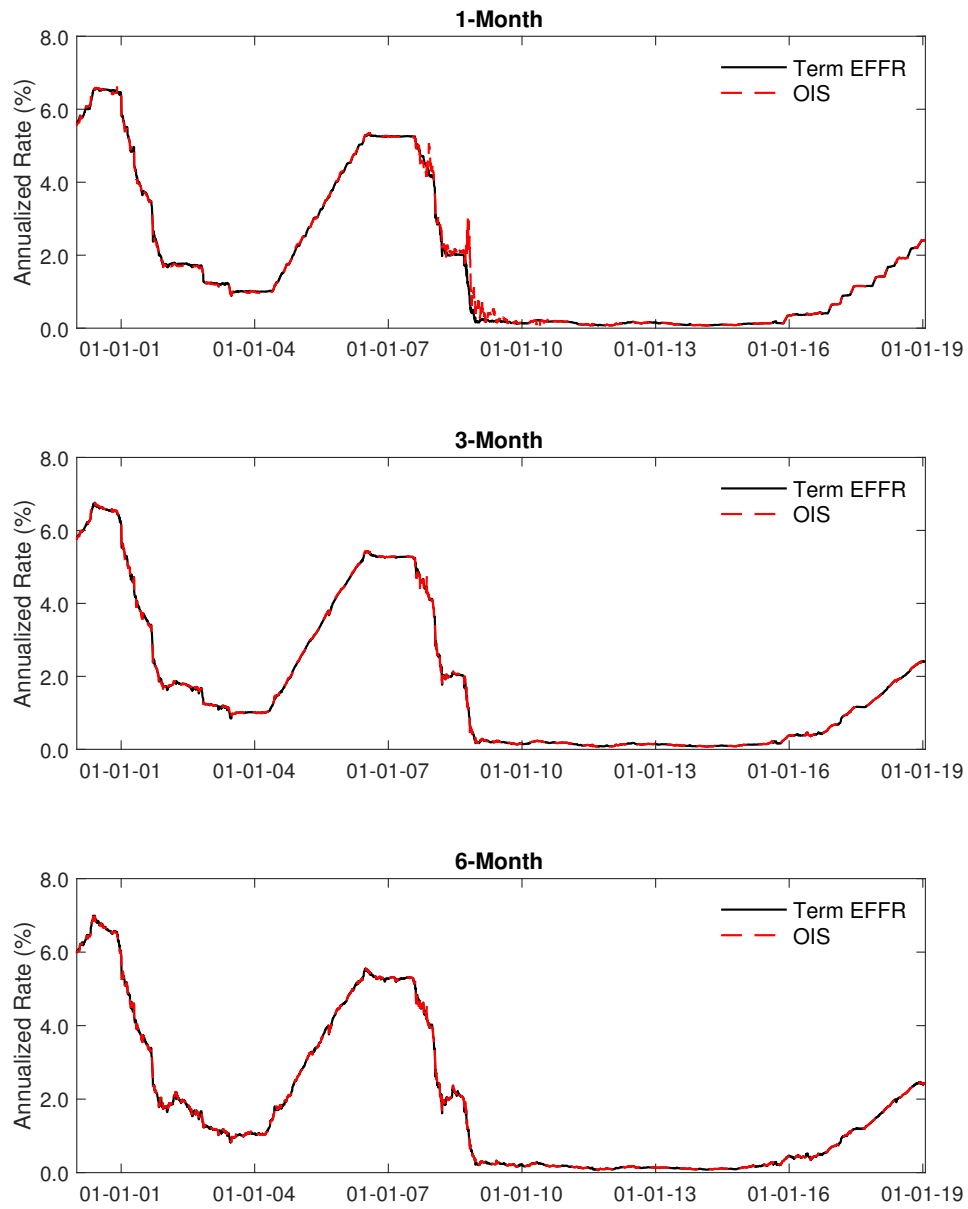 1-Month
8.0
6.0
4.0
2.0
0.0
Annualized Rate (%)
Term EFFR
OIS
01-01-01 01-01-04 01-01-07 01-01-10 01-01-13 01-01-16 01-01-19
3-Month
8.0
6.0
4.0
2.0
0.0
Annualized Rate (%)
Term EFFR
OIS
01-01-01 01-01-04 01-01-07 01-01-10 01-01-13 01-01-16 01-01-19
6-Month
8.0
6.0
4.0
2.0
0.0
Annualized Rate (%)
Term EFFR
OIS
01-01-01 01-01-04 01-01-07 01-01-10 01-01-13 01-01-16 01-01-19